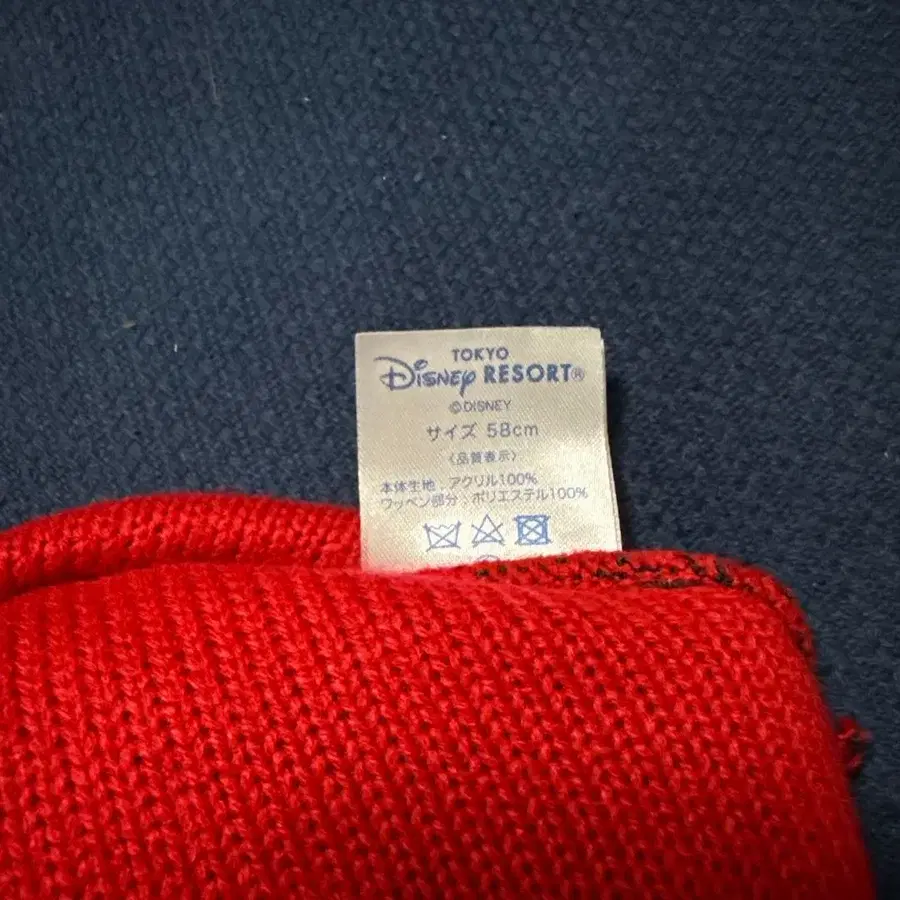 TOKYO
Disney RESORT®
©DISNEY
サイズ 58cm
〈品質表示〉
本体生地：アクリル100%
ワッペン部分：ポリエステル100%